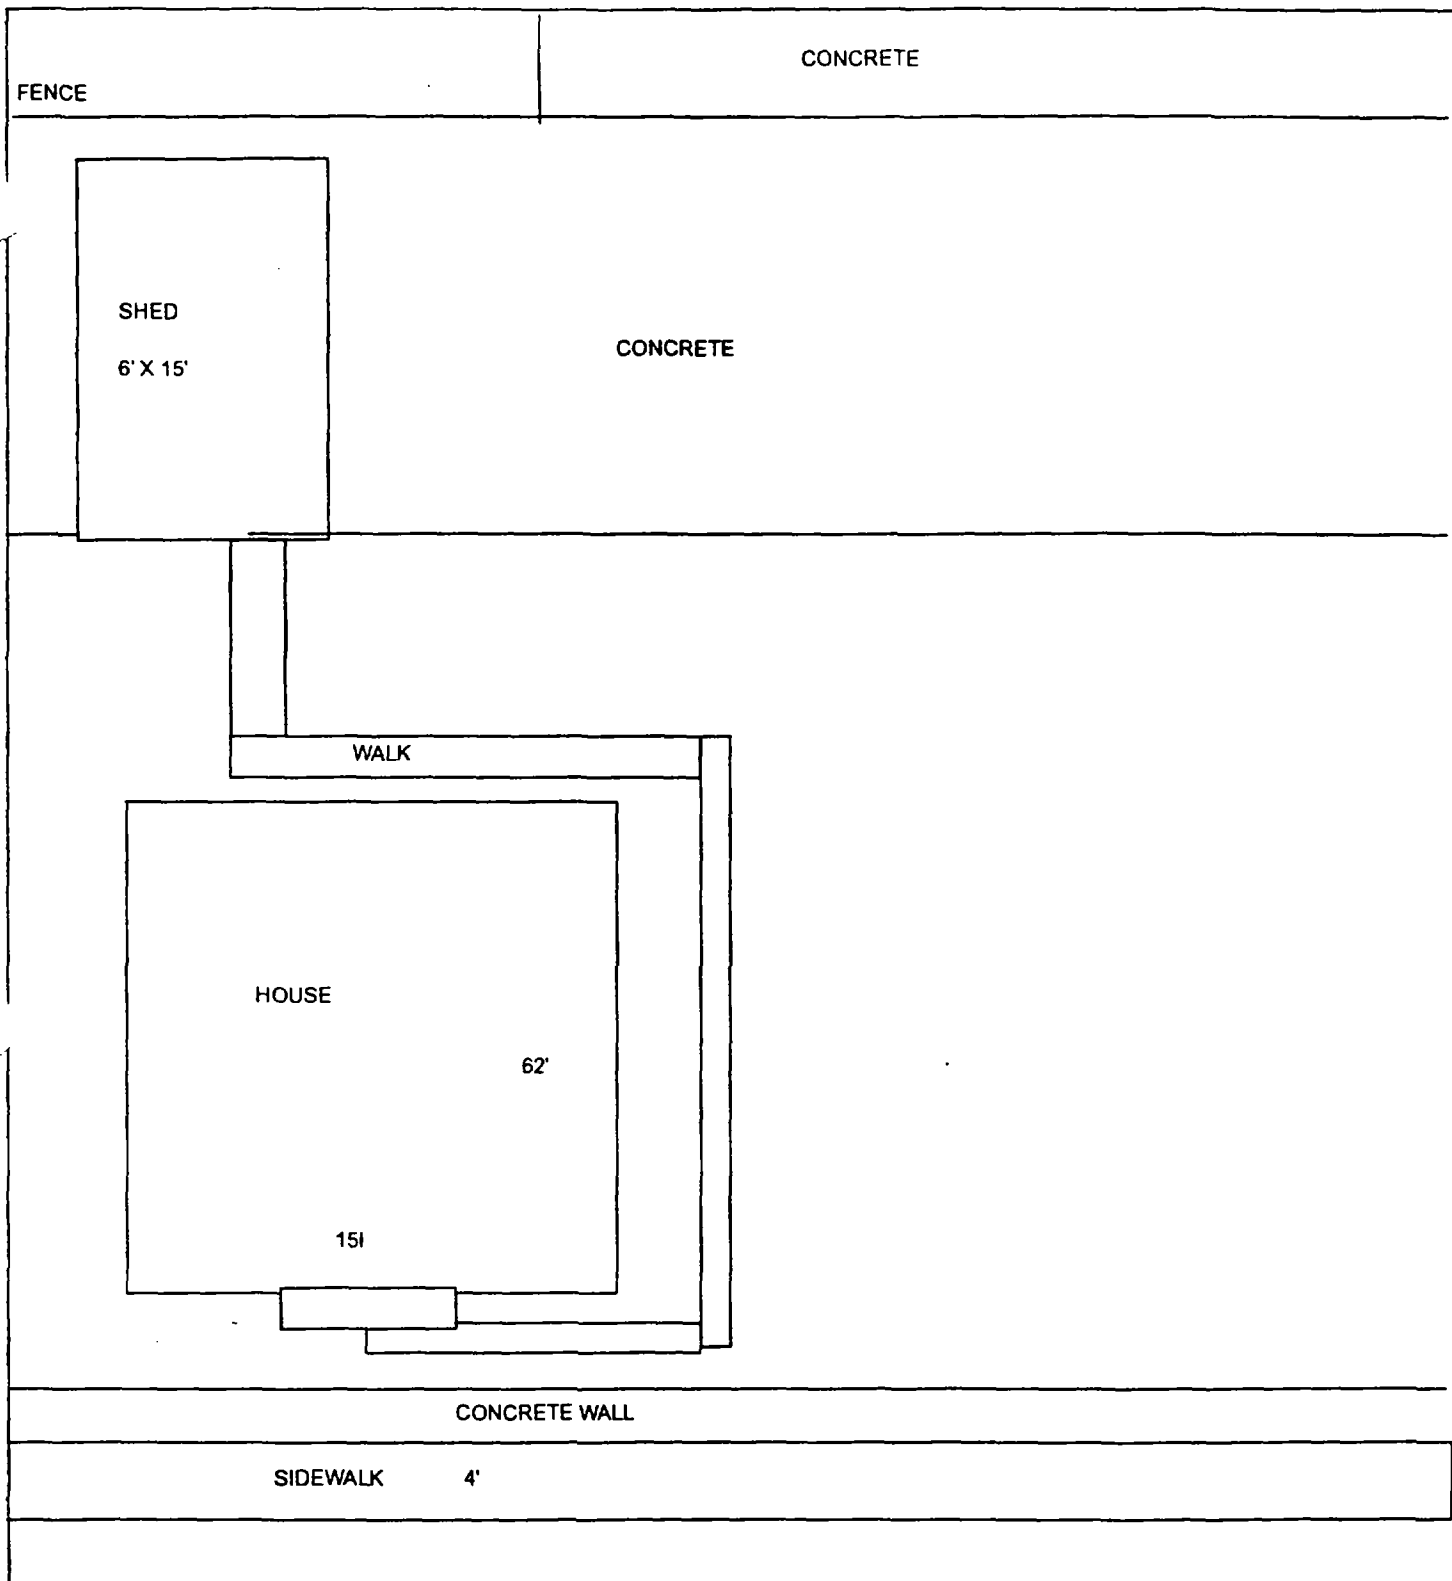 CONCRETE
FENCE
SHED
6' X 15'
CONCRETE
WALK
HOUSE
62'
15I
CONCRETE WALL
SIDEWALK 4'